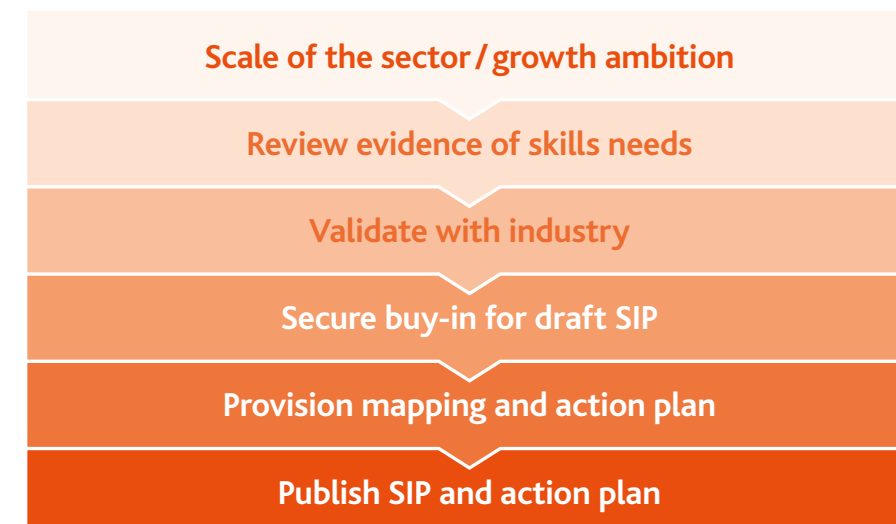 Scale of the sector / growth ambition
Review evidence of skills needs
Validate with industry
Secure buy-in for draft SIP
Provision mapping and action plan
Publish SIP and action plan